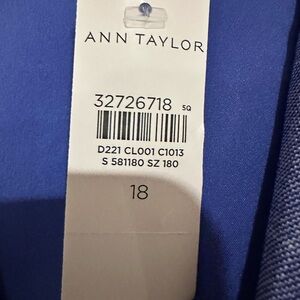 ANN TAYLOR
32726718 SQ
D221 CL001 C1013
S 581180 SZ 180
18